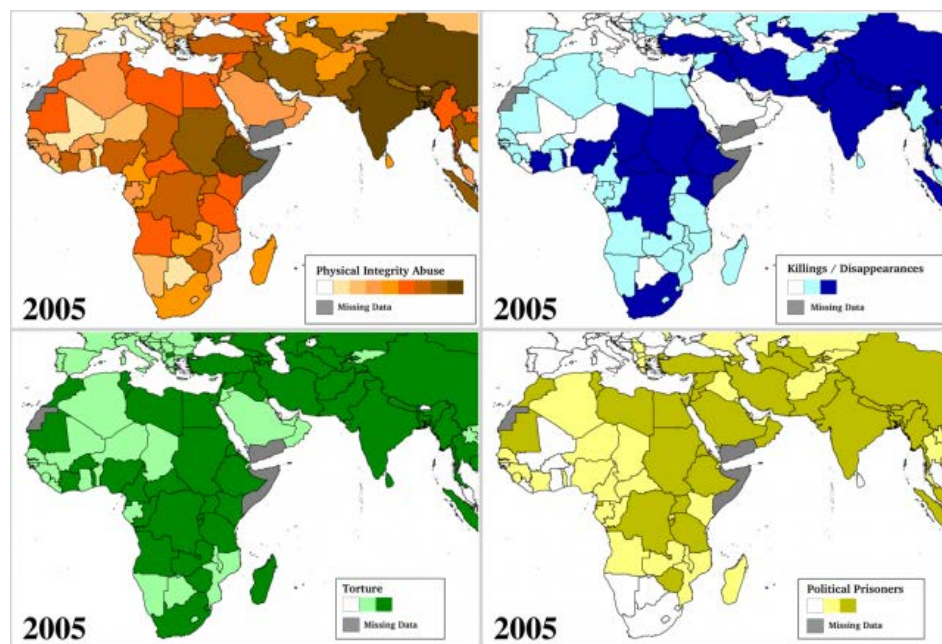 Physical Integrity Abuse
Missing Data
2005
Killings / Disappearances
Missing Data
2005
Torture
Missing Data
2005
Political Prisoners
Missing Data
2005